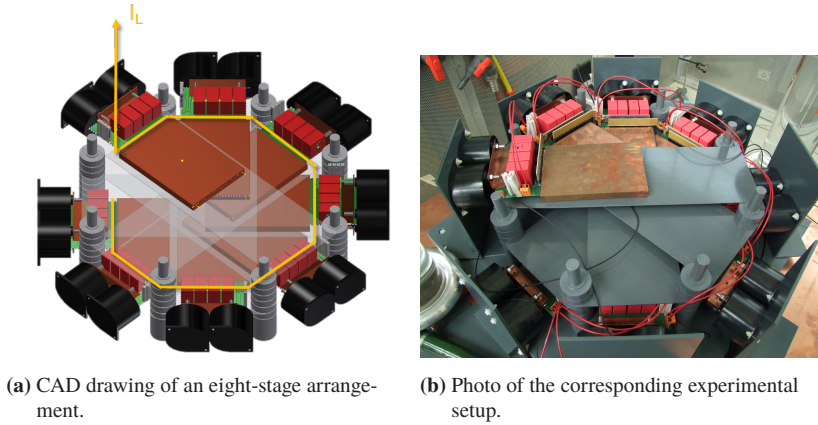 I_L
(a) CAD drawing of an eight-stage arrange-
ment.
(b) Photo of the corresponding experimental
setup.